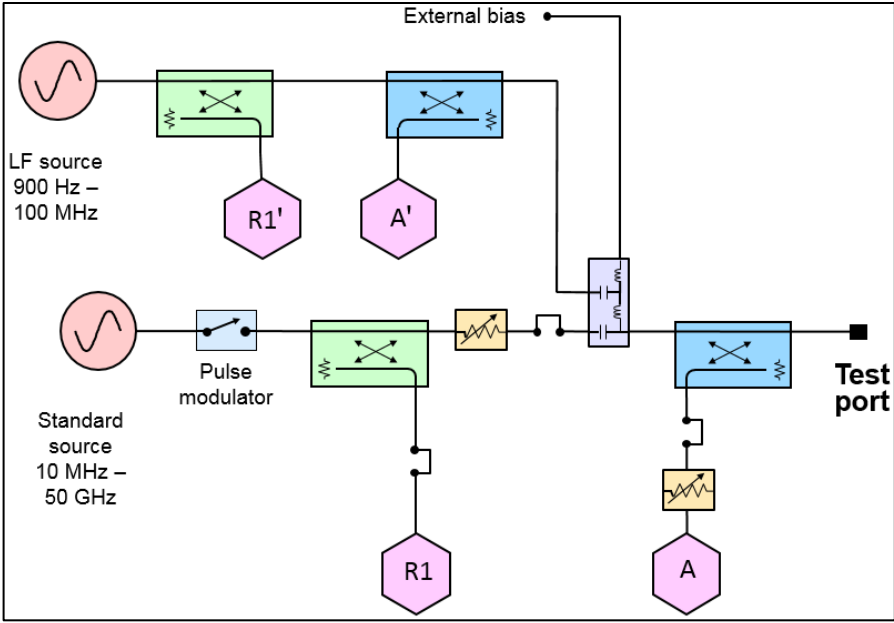 External bias
LF source
900 Hz –
100 MHz
R1'
A'
Pulse
modulator
Test
port
Standard
source
10 MHz –
50 GHz
R1
A